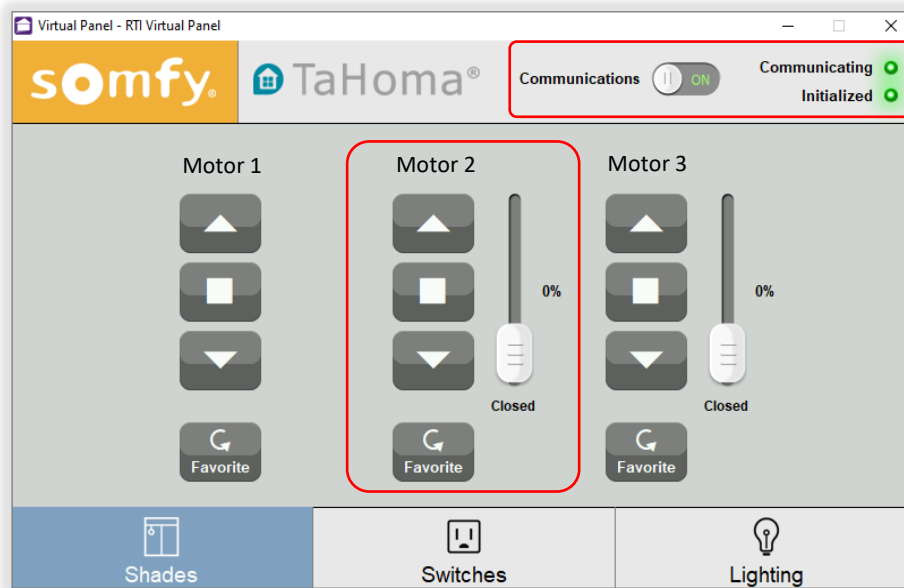 Virtual Panel - RTI Virtual Panel
somfy.
TaHoma®
Communications
ON
Communicating
Initialized
Motor 1
Motor 2
Motor 3
0%
0%
Closed
Closed
Favorite
Favorite
Favorite
Shades
Switches
Lighting